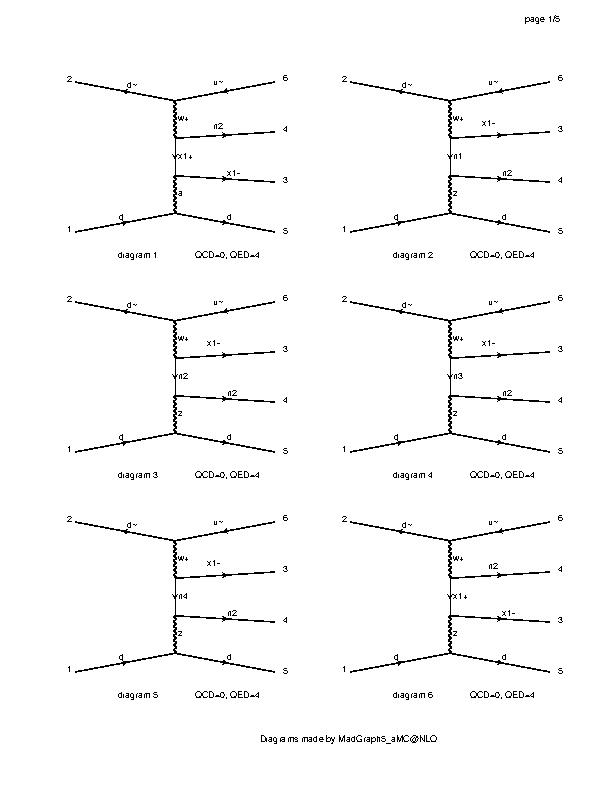 page 1/5
2 d~ u~ 6
w+
n2 4
x1+
x1- 3
a
1 d d 5
diagram 1 QCD=0, QED=4
2 d~ u~ 6
w+
x1- 3
n1
n2 4
z
1 d d 5
diagram 2 QCD=0, QED=4
2 d~ u~ 6
w+
x1- 3
n2
n2 4
z
1 d d 5
diagram 3 QCD=0, QED=4
2 d~ u~ 6
w+
x1- 3
n3
n2 4
z
1 d d 5
diagram 4 QCD=0, QED=4
2 d~ u~ 6
w+
x1- 3
n4
n2 4
z
1 d d 5
diagram 5 QCD=0, QED=4
2 d~ u~ 6
w+
n2 4
x1+
x1- 3
z
1 d d 5
diagram 6 QCD=0, QED=4
Diagrams made by MadGraph5_aMC@NLO